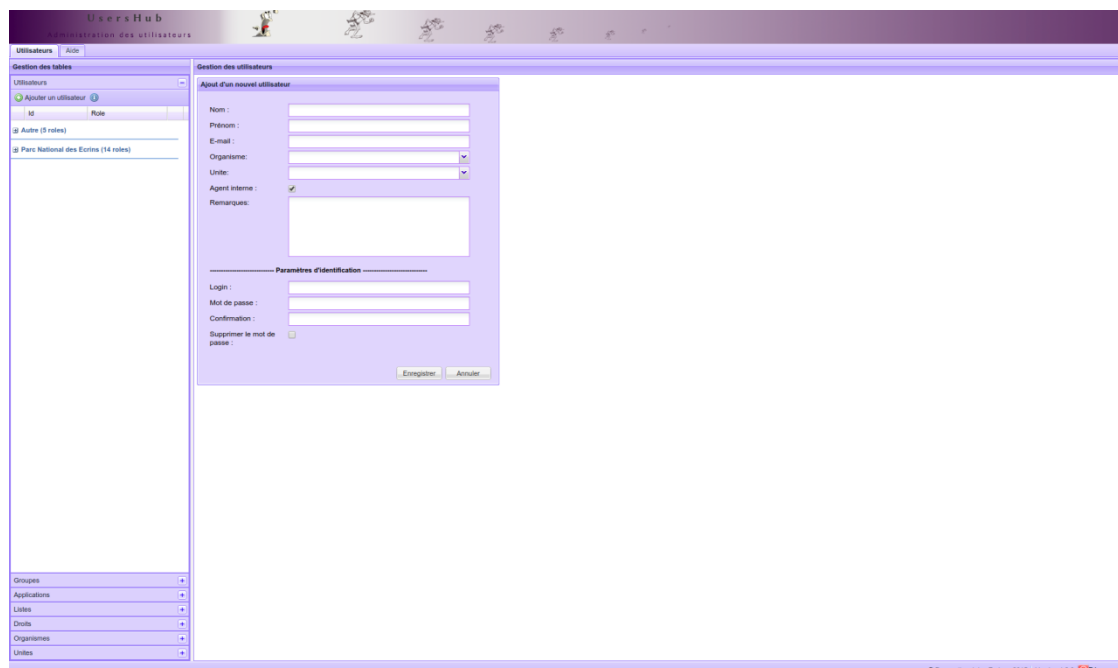 UsersHub
Administration des utilisateurs
Utilisateurs Aide
Gestion des tables
Utilisateurs
Ajouter un utilisateur
Id Role
Autre (5 roles)
Parc National des Ecrins (14 roles)
Groupes
Applications
Listes
Droits
Organismes
Unites
Gestion des utilisateurs
Ajout d'un nouvel utilisateur
Nom :
Prénom :
E-mail :
Organisme:
Unite:
Agent interne :
Remarques:
---------------------------- Paramètres d'identification ----------------------------
Login :
Mot de passe :
Confirmation :
Supprimer le mot de
passe :
Enregistrer Annuler